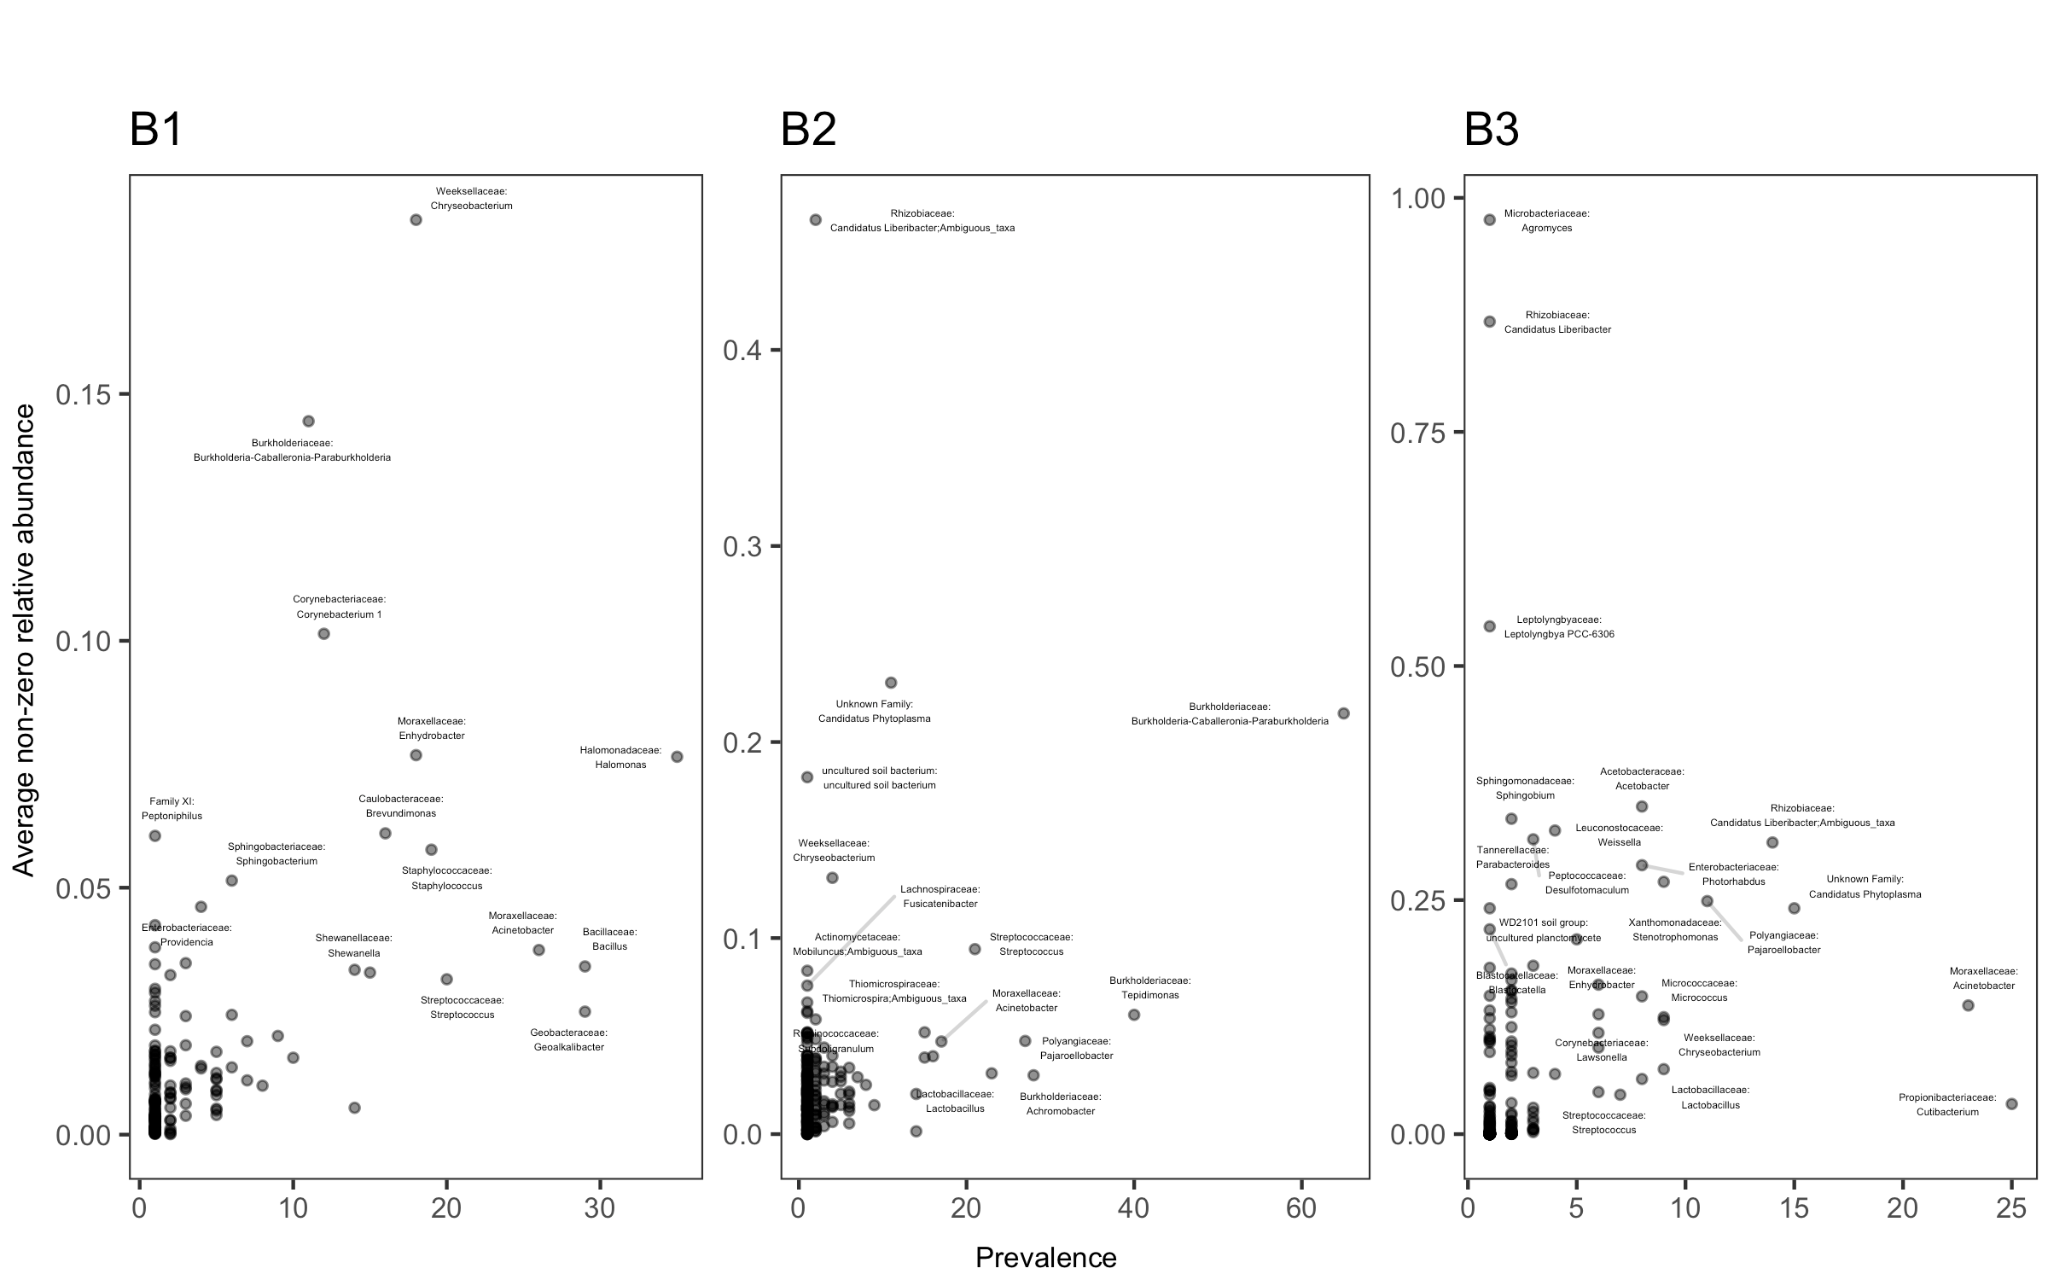 B1
B2
B3
Average non-zero relative abundance
0.15
0.10
0.05
0.00
Weeksellaceae:
Chryseobacterium
Burkholderiaceae:
Burkholderia-Caballeronia-Paraburkholderia
Corynebacteriaceae:
Corynebacterium 1
Moraxellaceae:
Enhydrobacter
Halomonadaceae:
Halomonas
Family XI:
Peptoniphilus
Caulobacteraceae:
Brevundimonas
Sphingobacteriaceae:
Sphingobacterium
Staphylococcaceae:
Staphylococcus
Enterobacteriaceae:
Providencia
Moraxellaceae:
Acinetobacter
Bacillaceae:
Bacillus
Shewanellaceae:
Shewanella
Streptococcaceae:
Streptococcus
Geobacteraceae:
Geoalkalibacter
0
10
20
30
0.4
0.3
0.2
0.1
0.0
Rhizobiaceae:
Candidatus Liberibacter;Ambiguous_taxa
Unknown Family:
Candidatus Phytoplasma
Burkholderiaceae:
Burkholderia-Caballeronia-Paraburkholderia
uncultured soil bacterium:
uncultured soil bacterium
Weeksellaceae:
Chryseobacterium
Lachnospiraceae:
Fusicatenibacter
Actinomycetaceae:
Mobiluncus;Ambiguous_taxa
Streptococcaceae:
Streptococcus
Thiomicrospiraceae:
Thiomicrospira;Ambiguous_taxa
Moraxellaceae:
Acinetobacter
Burkholderiaceae:
Tepidimonas
Ruminococcaceae:
Subdoligranulum
Polyangiaceae:
Pajaroellobacter
Lactobacillaceae:
Lactobacillus
Burkholderiaceae:
Achromobacter
0
20
40
60
Prevalence
1.00
0.75
0.50
0.25
0.00
Microbacteriaceae:
Agromyces
Rhizobiaceae:
Candidatus Liberibacter
Leptolyngbyaceae:
Leptolyngbya PCC-6306
Sphingomonadaceae:
Sphingobium
Acetobacteraceae:
Acetobacter
Rhizobiaceae:
Candidatus Liberibacter;Ambiguous_taxa
Leuconostocaceae:
Weissella
Tannerellaceae:
Parabacteroides
Peptococcaceae:
Desulfotomaculum
Enterobacteriaceae:
Photorhabdus
Unknown Family:
Candidatus Phytoplasma
WD2101 soil group:
uncultured planctomycete
Xanthomonadaceae:
Stenotrophomonas
Polyangiaceae:
Pajaroellobacter
Blastocatellaceae:
Blastocatella
Moraxellaceae:
Enhydrobacter
Micrococcaceae:
Micrococcus
Moraxellaceae:
Acinetobacter
Corynebacteriaceae:
Lawsonella
Weeksellaceae:
Chryseobacterium
Lactobacillaceae:
Lactobacillus
Streptococcaceae:
Streptococcus
Propionibacteriaceae:
Cutibacterium
0
5
10
15
20
25